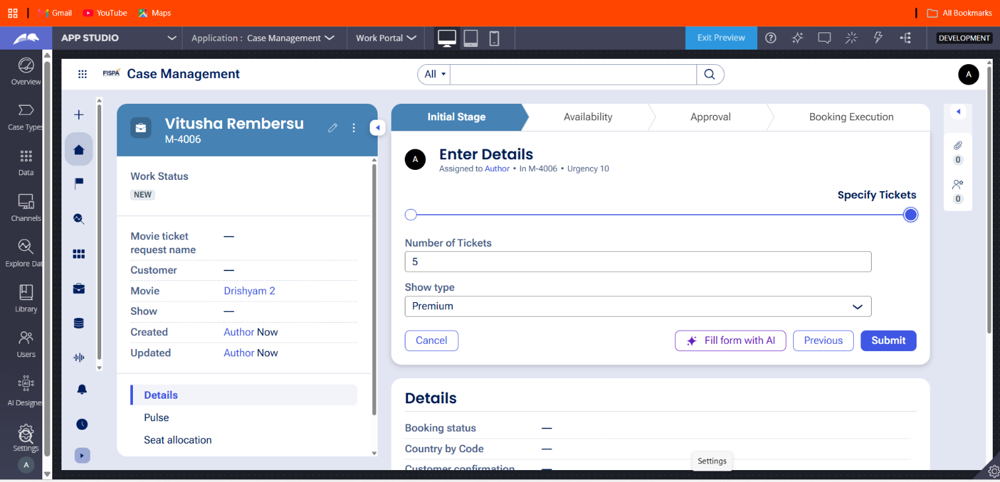 Gmail
YouTube
Maps
All Bookmarks
APP STUDIO
Application : Case Management
Work Portal
Exit Preview
DEVELOPMENT
Overview
Case Types
Data
Channels
Explore Dat
Library
Users
AI
AI Designe
Settings
A
FISPA
Case Management
All
A
Vitusha Rembersu
M-4006
Work Status
NEW
Movie ticket
request name
—
Customer —
Movie Drishyam 2
Show —
Created Author Now
Updated Author Now
Details
Pulse
Seat allocation
Initial Stage
Availability
Approval
Booking Execution
A
Enter Details
Assigned to Author • In M-4006 • Urgency 10
Specify Tickets
Number of Tickets
5
Show type
Premium
Cancel
Fill form with AI
Previous
Submit
Details
Booking status —
Country by Code —
Customer confirmation —
Settings
0
0